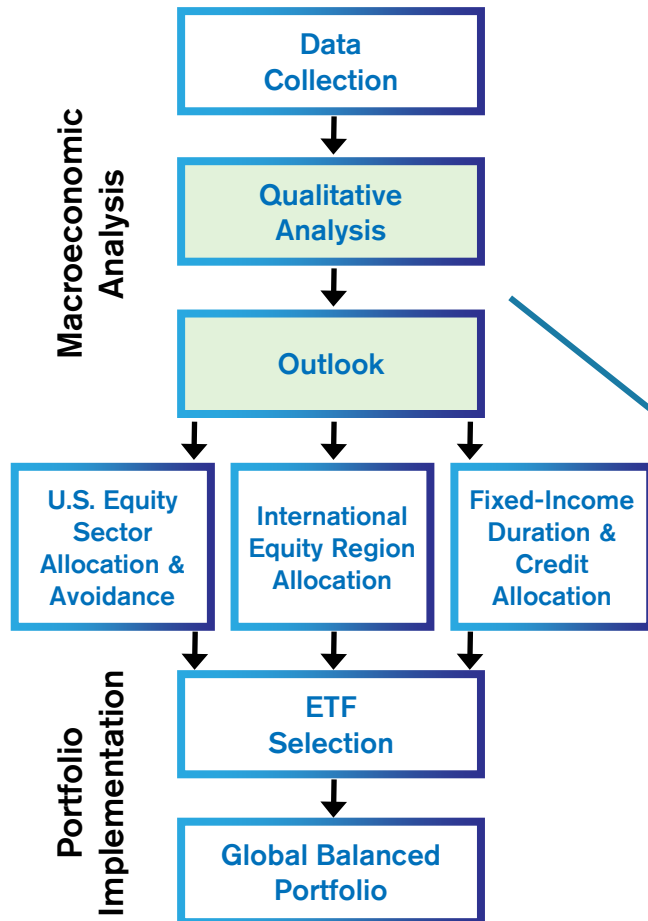 Macroeconomic
Analysis
Data
Collection
Qualitative
Analysis
Outlook
U.S. Equity
Sector
Allocation &
Avoidance
International
Equity Region
Allocation
Fixed-Income
Duration &
Credit
Allocation
Portfolio
Implementation
ETF
Selection
Global Balanced
Portfolio